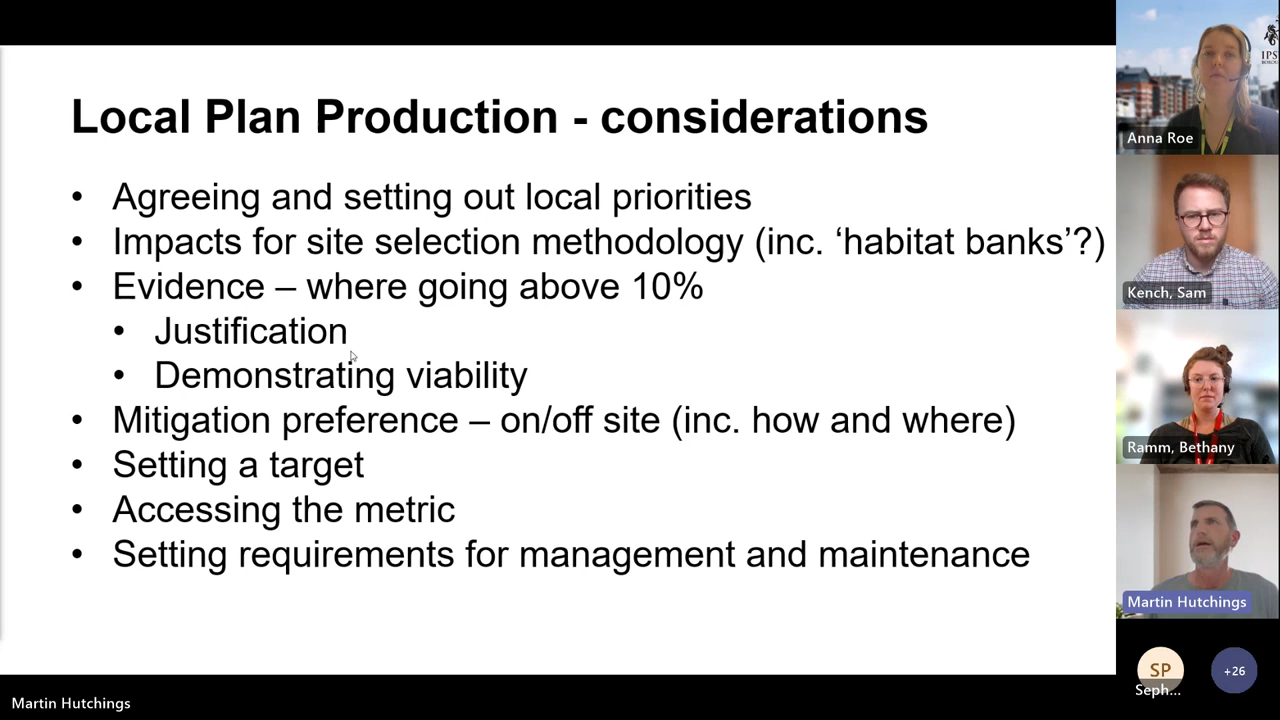 Local Plan Production - considerations
• Agreeing and setting out local priorities
• Impacts for site selection methodology (inc. ‘habitat banks’?)
• Evidence – where going above 10%
• Justification
• Demonstrating viability
• Mitigation preference – on/off site (inc. how and where)
• Setting a target
• Accessing the metric
• Setting requirements for management and maintenance
IPS
Anna Roe
Kench, Sam
Ramm, Bethany
Martin Hutchings
SP
Seph...
+26
Martin Hutchings